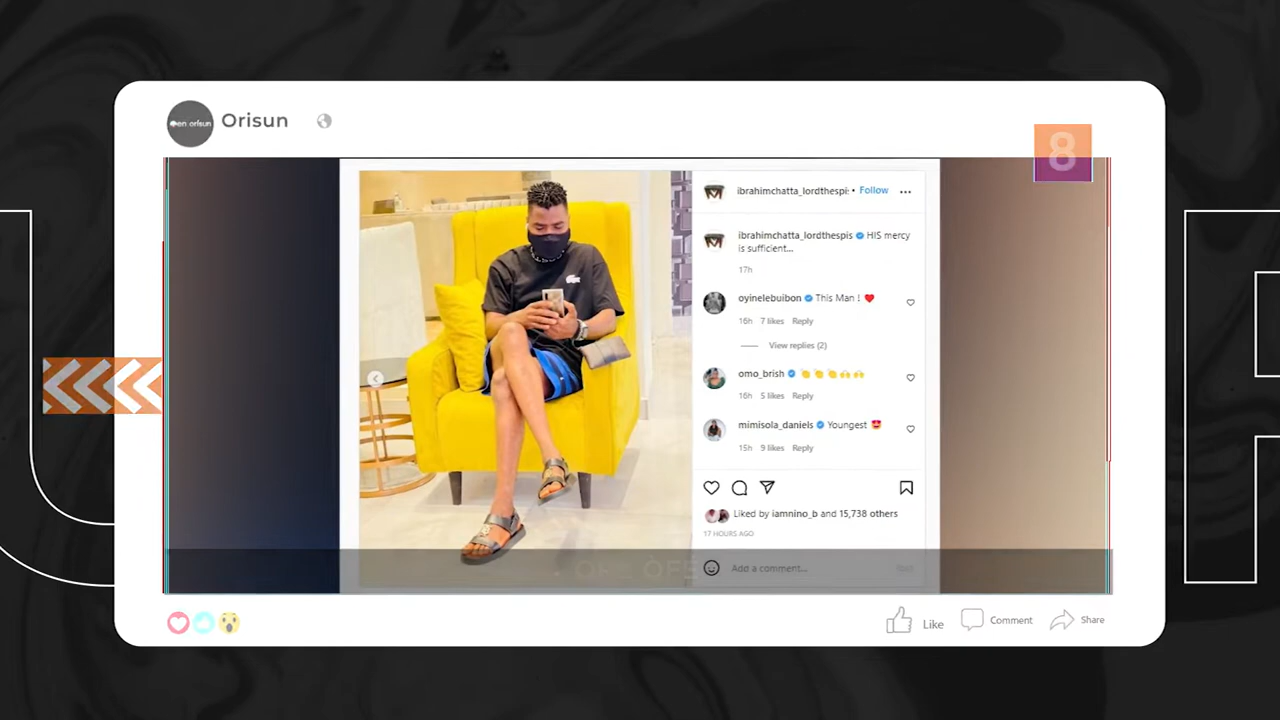 en orisun
Orisun
8
ibrahimchatta_lordthespi: • Follow
ibrahimchatta_lordthespis HIS mercy
is sufficient...
17h
oyinelebuibon This Man !
16h 7 likes Reply
View replies (2)
omo_brish
16h 5 likes Reply
mimisola_daniels Youngest
15h 9 likes Reply
Liked by iamnino_b and 15,738 others
17 HOURS AGO
Add a comment...
Like
Comment
Share